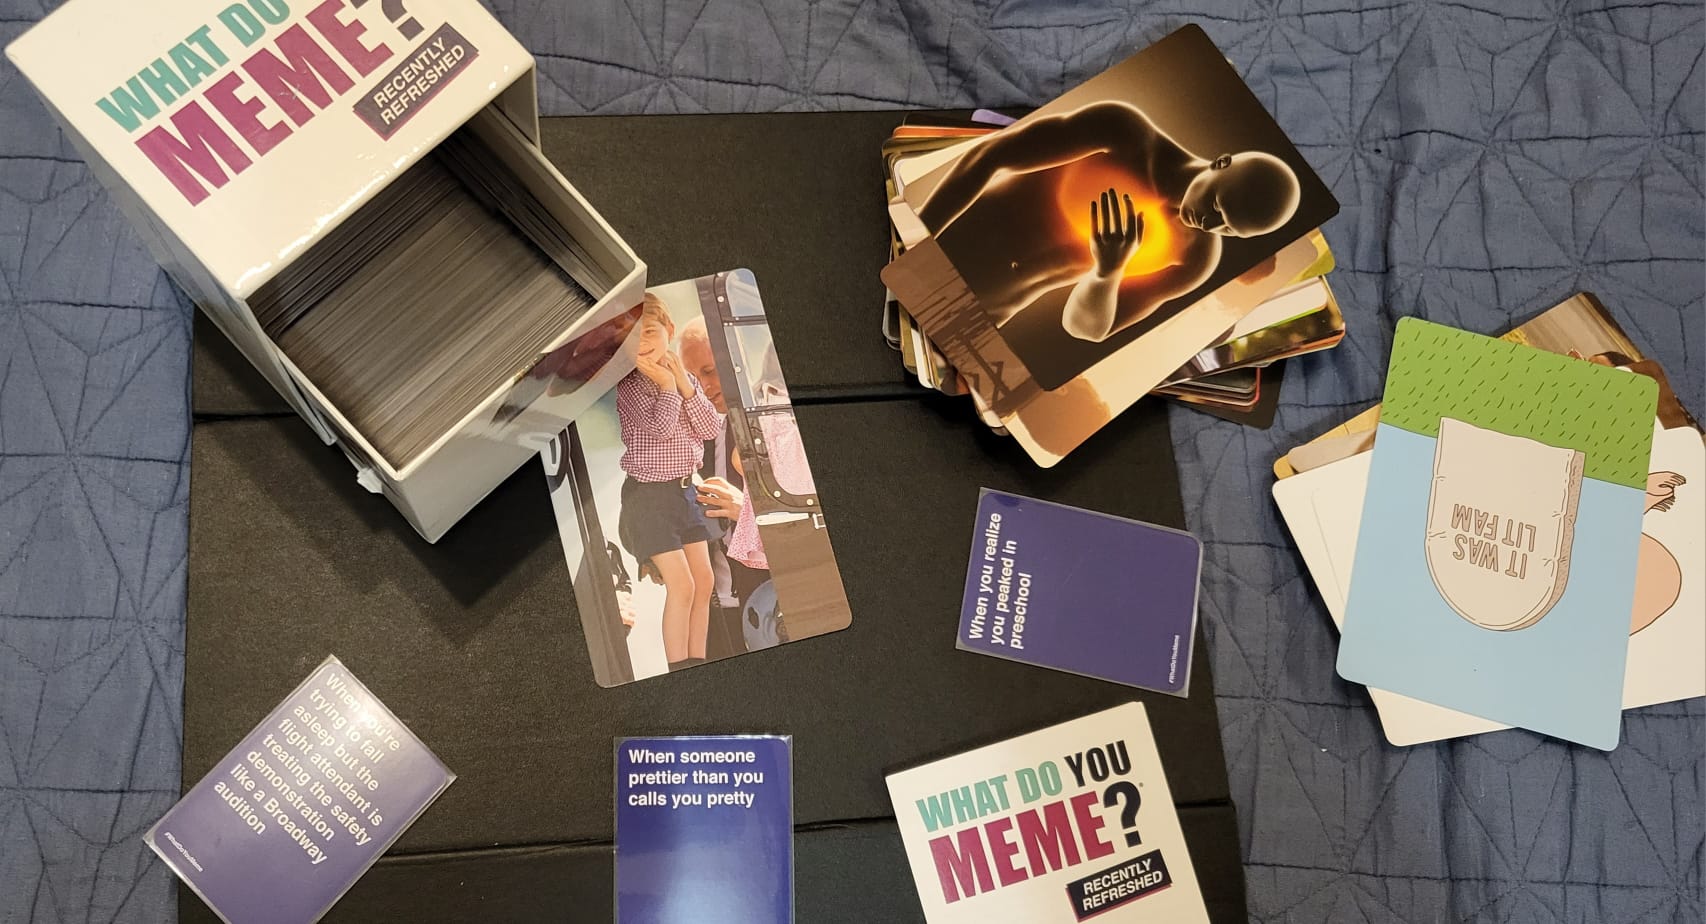 WHAT DO
MEME?
RECENTLY
REFRESHED
When you realize
you peaked in
preschool
#WhatDoYouMeme
IT WAS
LIT FAM
When you're
trying to fall
asleep but the
flight attendant is
treating the safety
demonstration
like a Broadway
audition
#WhatDoYouMeme
When someone
prettier than you
calls you pretty
WHAT DO YOU
MEME?
RECENTLY
REFRESHED